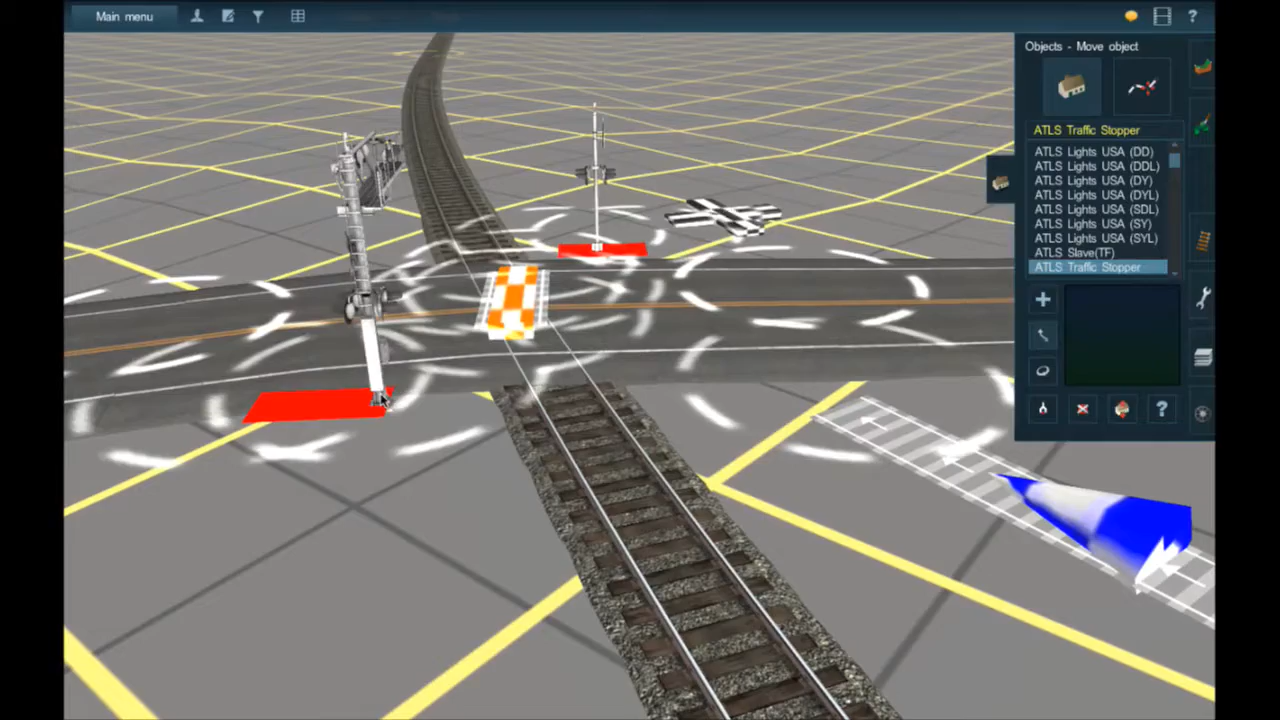 Main menu
?
Objects - Move object
ATLS Traffic Stopper
ATLS Lights USA (DD)
ATLS Lights USA (DDL)
ATLS Lights USA (DY)
ATLS Lights USA (DYL)
ATLS Lights USA (SDL)
ATLS Lights USA (SY)
ATLS Lights USA (SYL)
ATLS Slave(TF)
ATLS Traffic Stopper
?